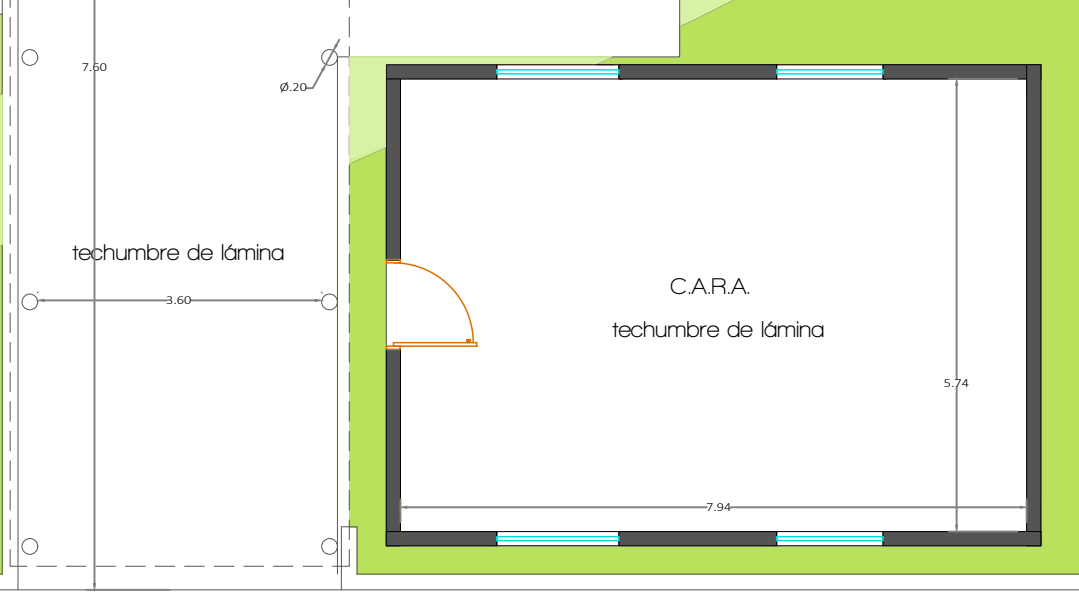 7.60
Ø.20
techumbre de lámina
3.60
C.A.R.A.
techumbre de lámina
5.74
7.94